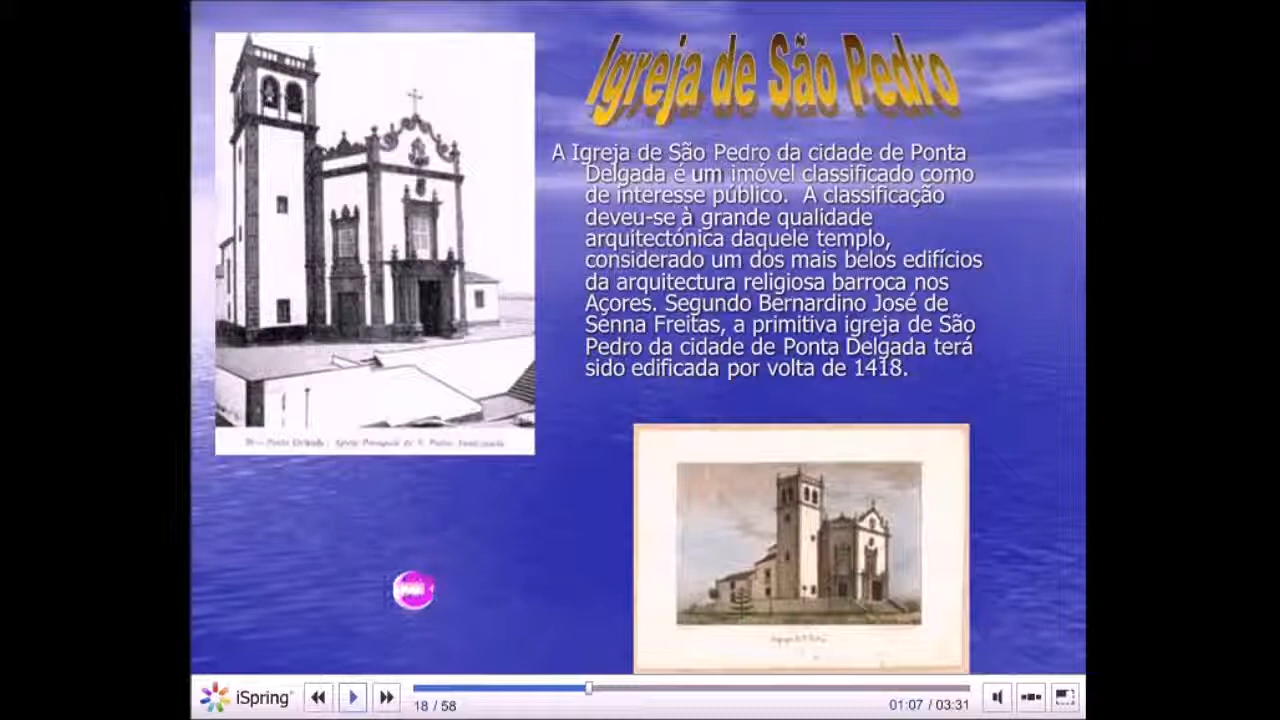 Igreja de São Pedro
A Igreja de São Pedro da cidade de Ponta
Delgada é um imóvel classificado como
de interesse público.  A classificação
deveu-se à grande qualidade
arquitectónica daquele templo,
considerado um dos mais belos edifícios
da arquitectura religiosa barroca nos
Açores. Segundo Bernardino José de
Senna Freitas, a primitiva igreja de São
Pedro da cidade de Ponta Delgada terá
sido edificada por volta de 1418.
iSpring
18 / 58
01:07 / 03:31